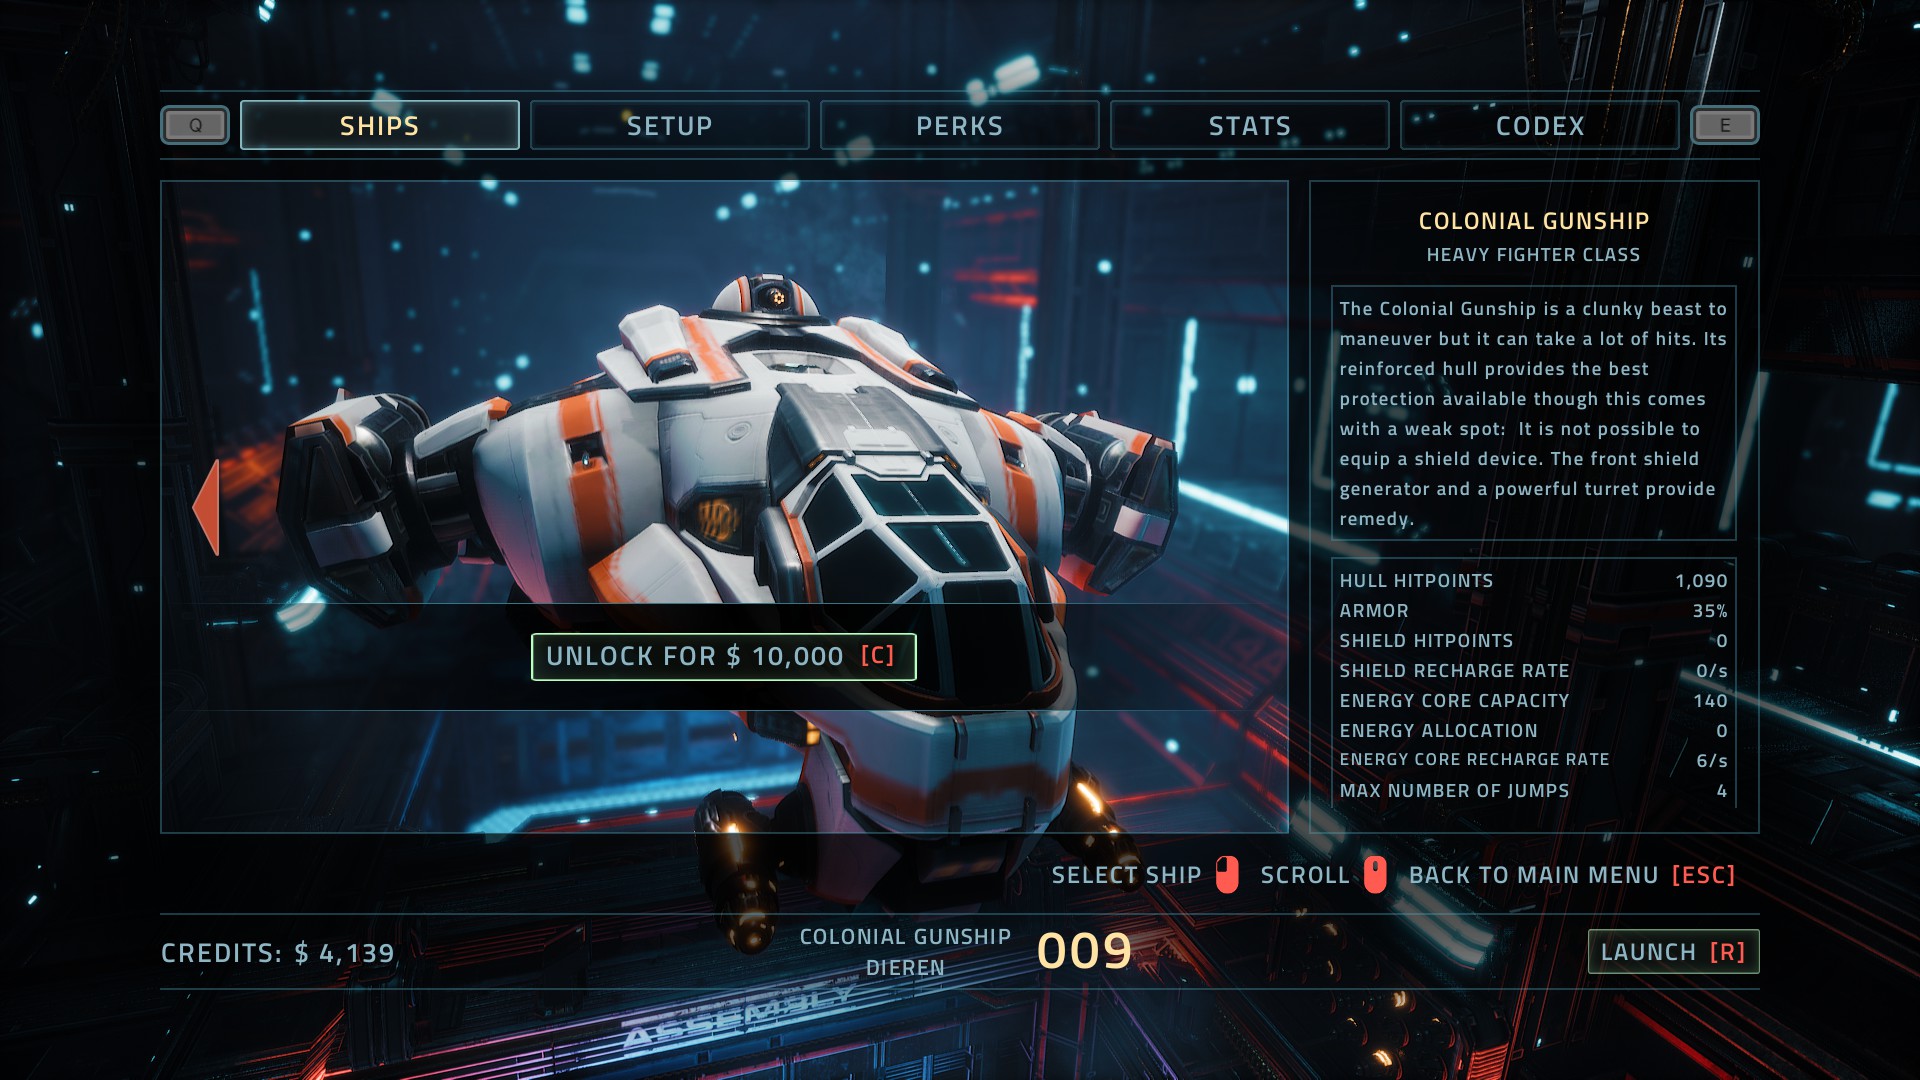 Q SHIPS SETUP PERKS STATS CODEX E
COLONIAL GUNSHIP
HEAVY FIGHTER CLASS
The Colonial Gunship is a clunky beast to
maneuver but it can take a lot of hits. Its
reinforced hull provides the best
protection available though this comes
with a weak spot: It is not possible to
equip a shield device. The front shield
generator and a powerful turret provide
remedy.
HULL HITPOINTS 1,090
ARMOR 35%
SHIELD HITPOINTS 0
SHIELD RECHARGE RATE 0/s
ENERGY CORE CAPACITY 140
ENERGY ALLOCATION 0
ENERGY CORE RECHARGE RATE 6/s
MAX NUMBER OF JUMPS 4
UNLOCK FOR $ 10,000 [C]
SELECT SHIP SCROLL BACK TO MAIN MENU [ESC]
CREDITS: $ 4,139
COLONIAL GUNSHIP
DIEREN
009
LAUNCH [R]
ASSEMBLY